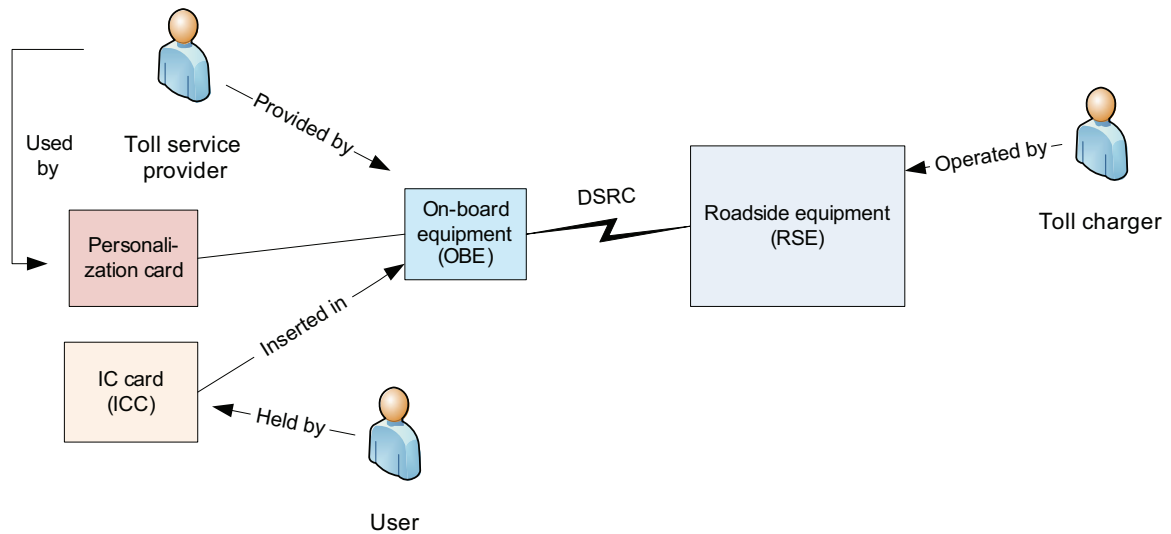 Toll service
provider
Used
by
Provided by
Personali-
zation card
On-board
equipment
(OBE)
DSRC
Roadside equipment
(RSE)
Operated by
Toll charger
Inserted in
IC card
(ICC)
Held by
User